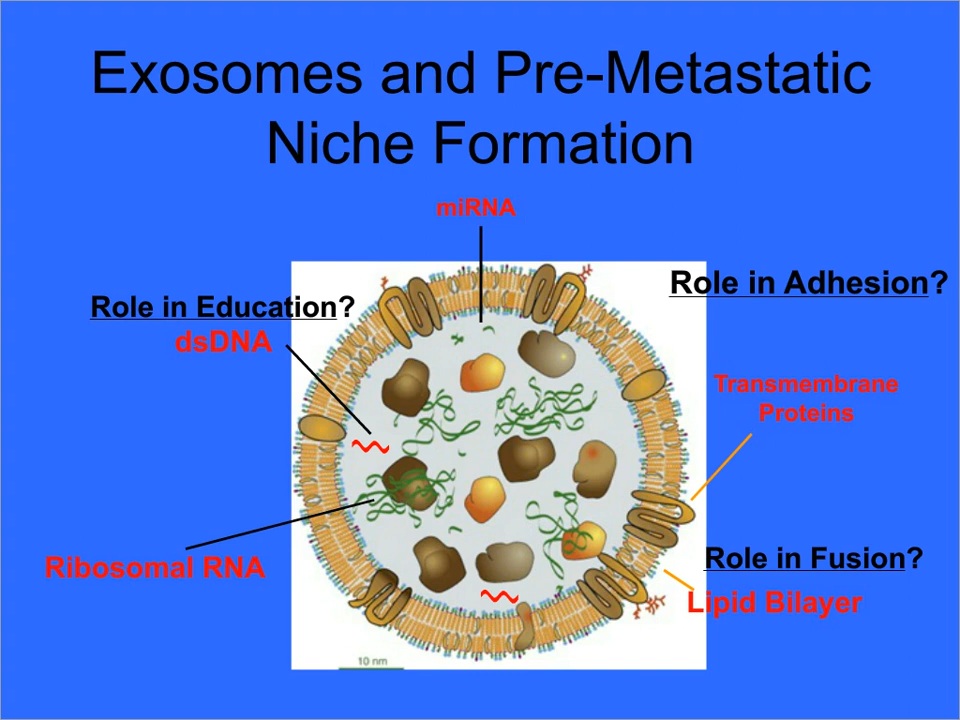 Exosomes and Pre-Metastatic
Niche Formation
miRNA
Role in Adhesion?
Role in Education?
dsDNA
Transmembrane
Proteins
Role in Fusion?
Ribosomal RNA
Lipid Bilayer
10 nm